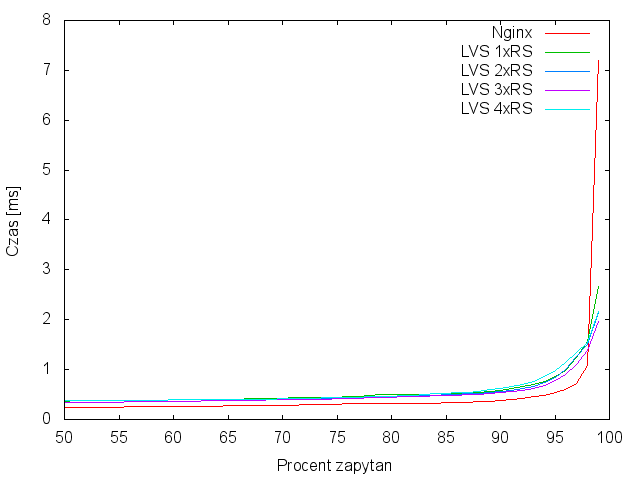 8
7
6
5
4
3
2
1
0
Czas [ms]
Nginx
LVS 1xRS
LVS 2xRS
LVS 3xRS
LVS 4xRS
50 55 60 65 70 75 80 85 90 95 100
Procent zapytan